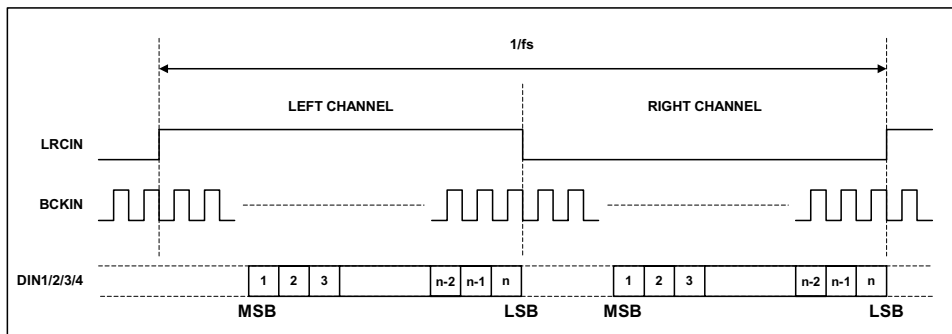 1/fs
LEFT CHANNEL RIGHT CHANNEL
LRCIN
BCKIN
DIN1/2/3/4 1 2 3 n-2 n-1 n 1 2 3 n-2 n-1 n
MSB LSB MSB LSB